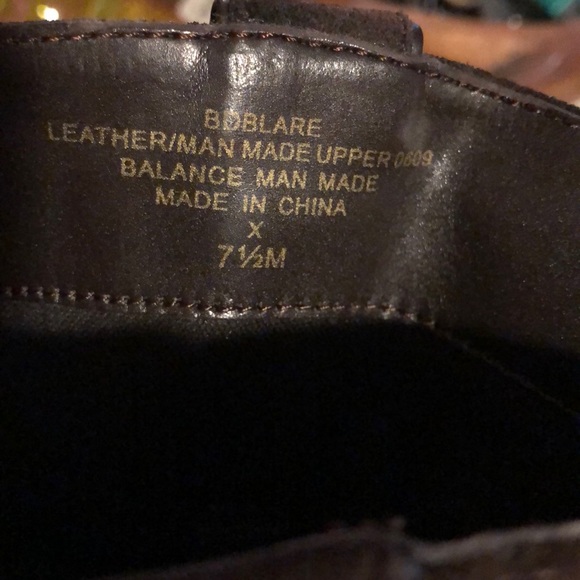 BDBLARE
LEATHER/MAN MADE UPPER 0609
BALANCE MAN MADE
MADE IN CHINA
X
7½M